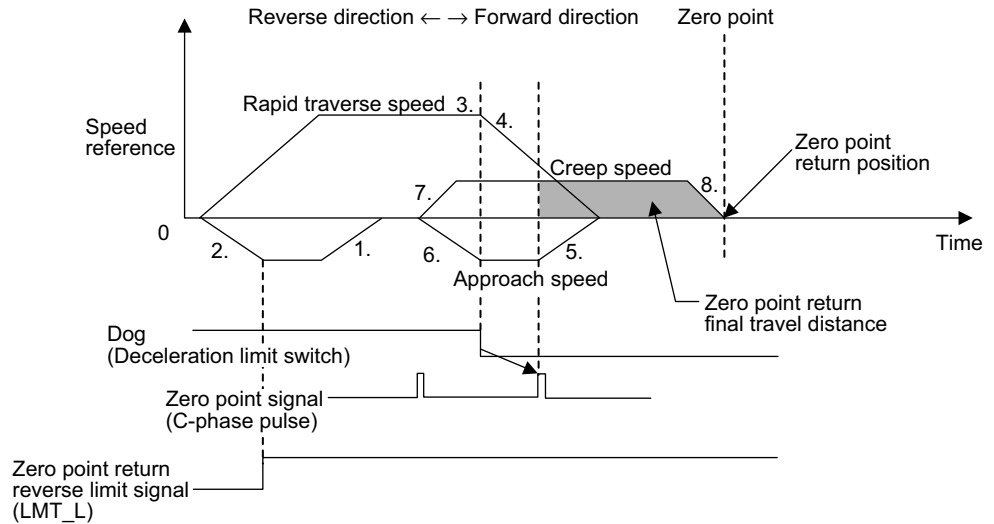 Reverse direction ← → Forward direction
Zero point
Rapid traverse speed 3.
4.
Speed
reference
Zero point
return position
Creep speed
7.
8.
0
Time
2.
1.
6.
5.
Approach speed
Zero point return
final travel distance
Dog
(Deceleration limit switch)
Zero point signal
(C-phase pulse)
Zero point return
reverse limit signal
(LMT_L)